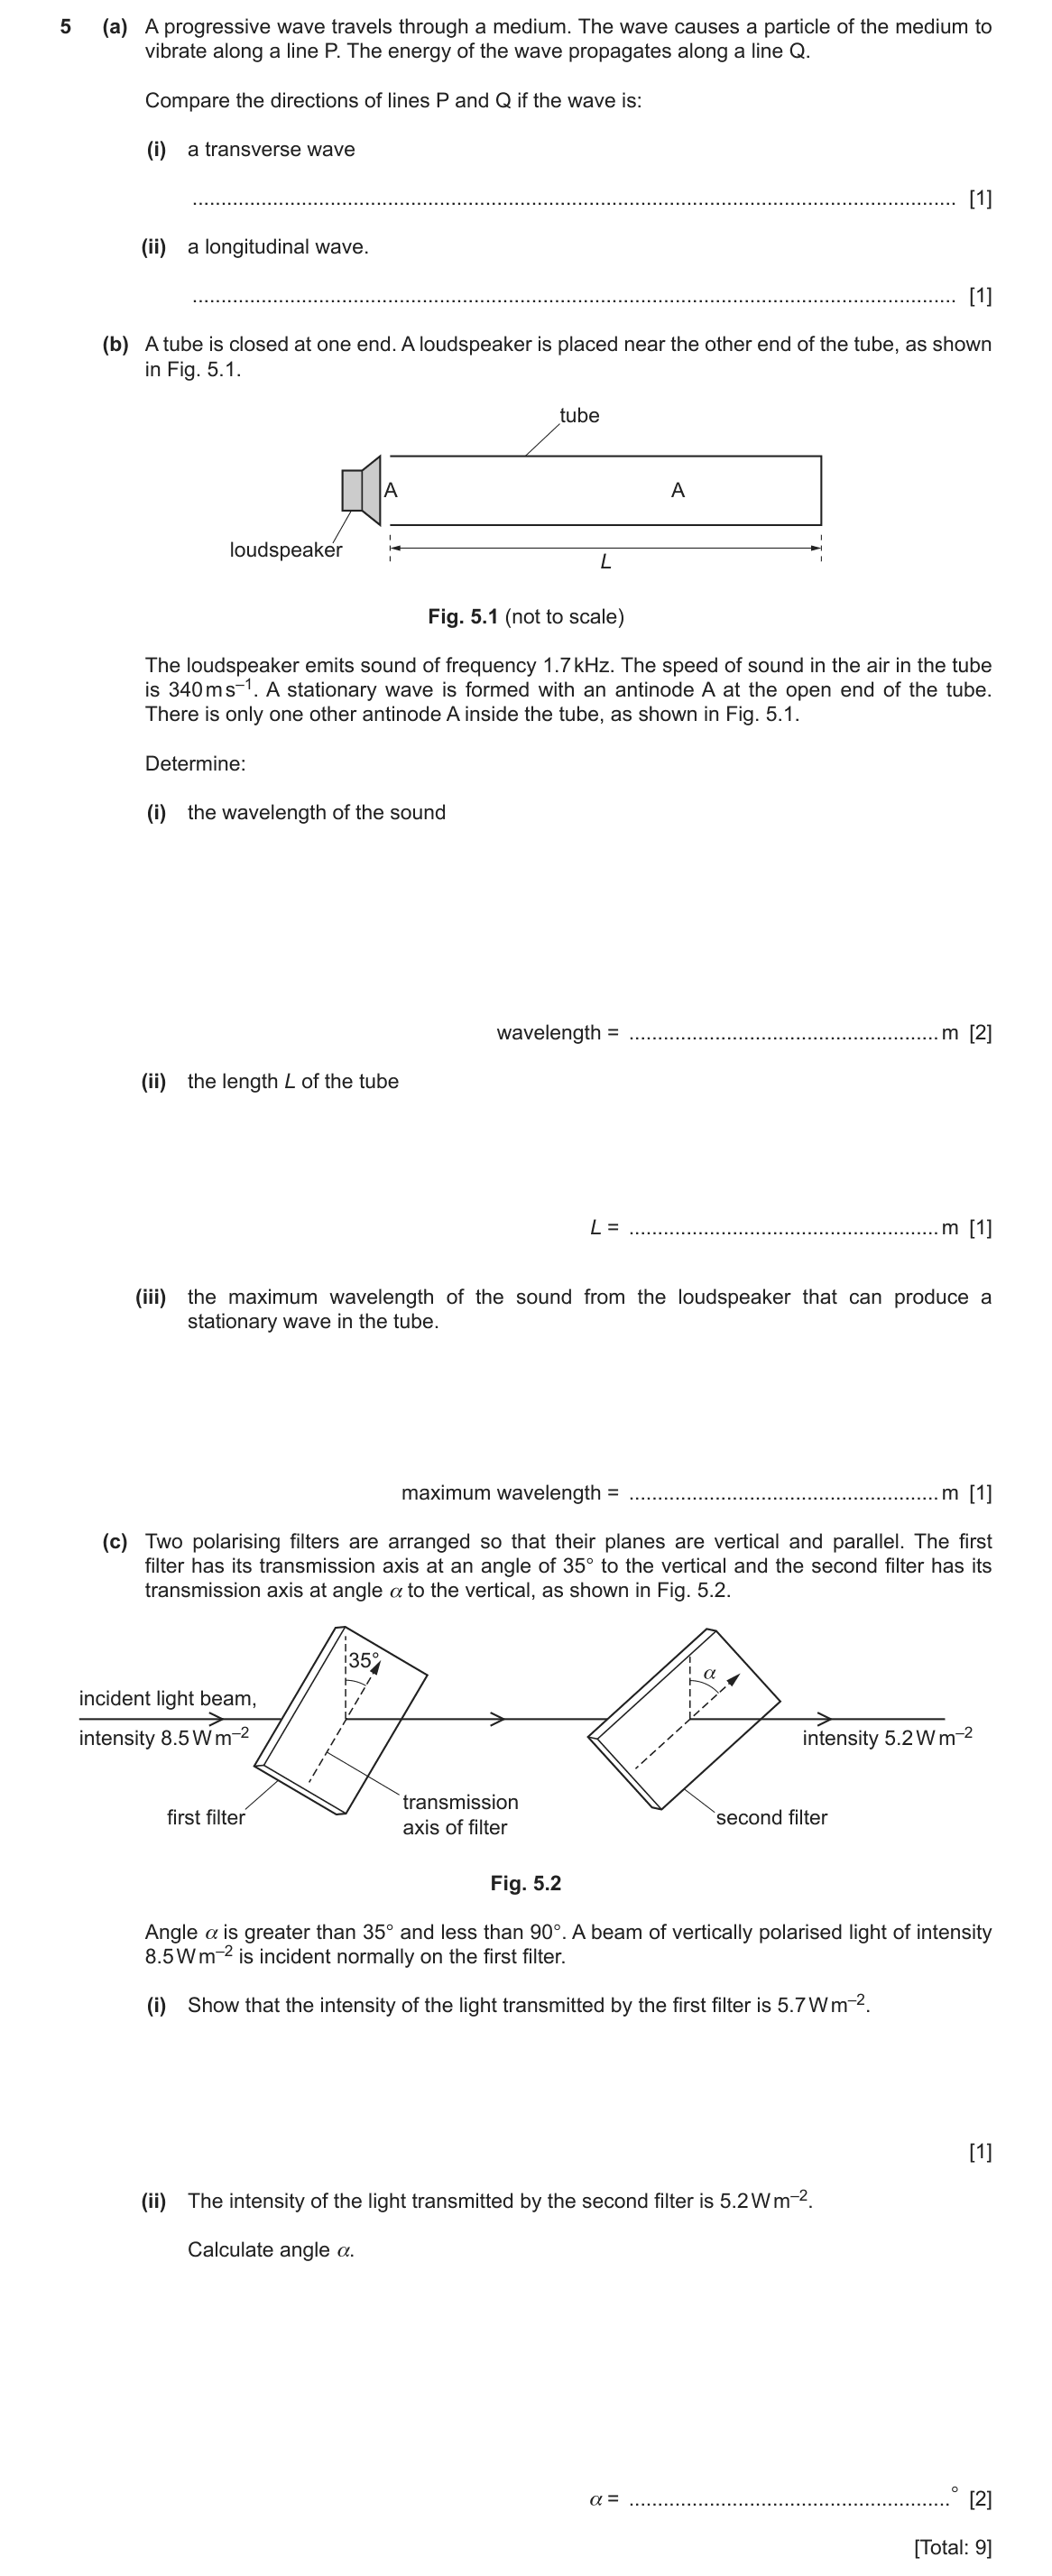 5 (a) A progressive wave travels through a medium. The wave causes a particle of the medium to
vibrate along a line P. The energy of the wave propagates along a line Q.
Compare the directions of lines P and Q if the wave is:
(i) a transverse wave
.......................................................................................................................................... [1]
(ii) a longitudinal wave.
.......................................................................................................................................... [1]
(b) A tube is closed at one end. A loudspeaker is placed near the other end of the tube, as shown
in Fig. 5.1.
tube
A
A
loudspeaker
L
Fig. 5.1 (not to scale)
The loudspeaker emits sound of frequency 1.7 kHz. The speed of sound in the air in the tube
is 340 m s⁻¹. A stationary wave is formed with an antinode A at the open end of the tube.
There is only one other antinode A inside the tube, as shown in Fig. 5.1.
Determine:
(i) the wavelength of the sound
wavelength = ...................................................... m [2]
(ii) the length L of the tube
L = ...................................................... m [1]
(iii) the maximum wavelength of the sound from the loudspeaker that can produce a
stationary wave in the tube.
maximum wavelength = ...................................................... m [1]
(c) Two polarising filters are arranged so that their planes are vertical and parallel. The first
filter has its transmission axis at an angle of 35° to the vertical and the second filter has its
transmission axis at angle α to the vertical, as shown in Fig. 5.2.
35°
α
incident light beam,
intensity 8.5 W m⁻²
intensity 5.2 W m⁻²
transmission
axis of filter
first filter
second filter
Fig. 5.2
Angle α is greater than 35° and less than 90°. A beam of vertically polarised light of intensity
8.5 W m⁻² is incident normally on the first filter.
(i) Show that the intensity of the light transmitted by the first filter is 5.7 W m⁻².
[1]
(ii) The intensity of the light transmitted by the second filter is 5.2 W m⁻².
Calculate angle α.
α = ........................................................° [2]
[Total: 9]